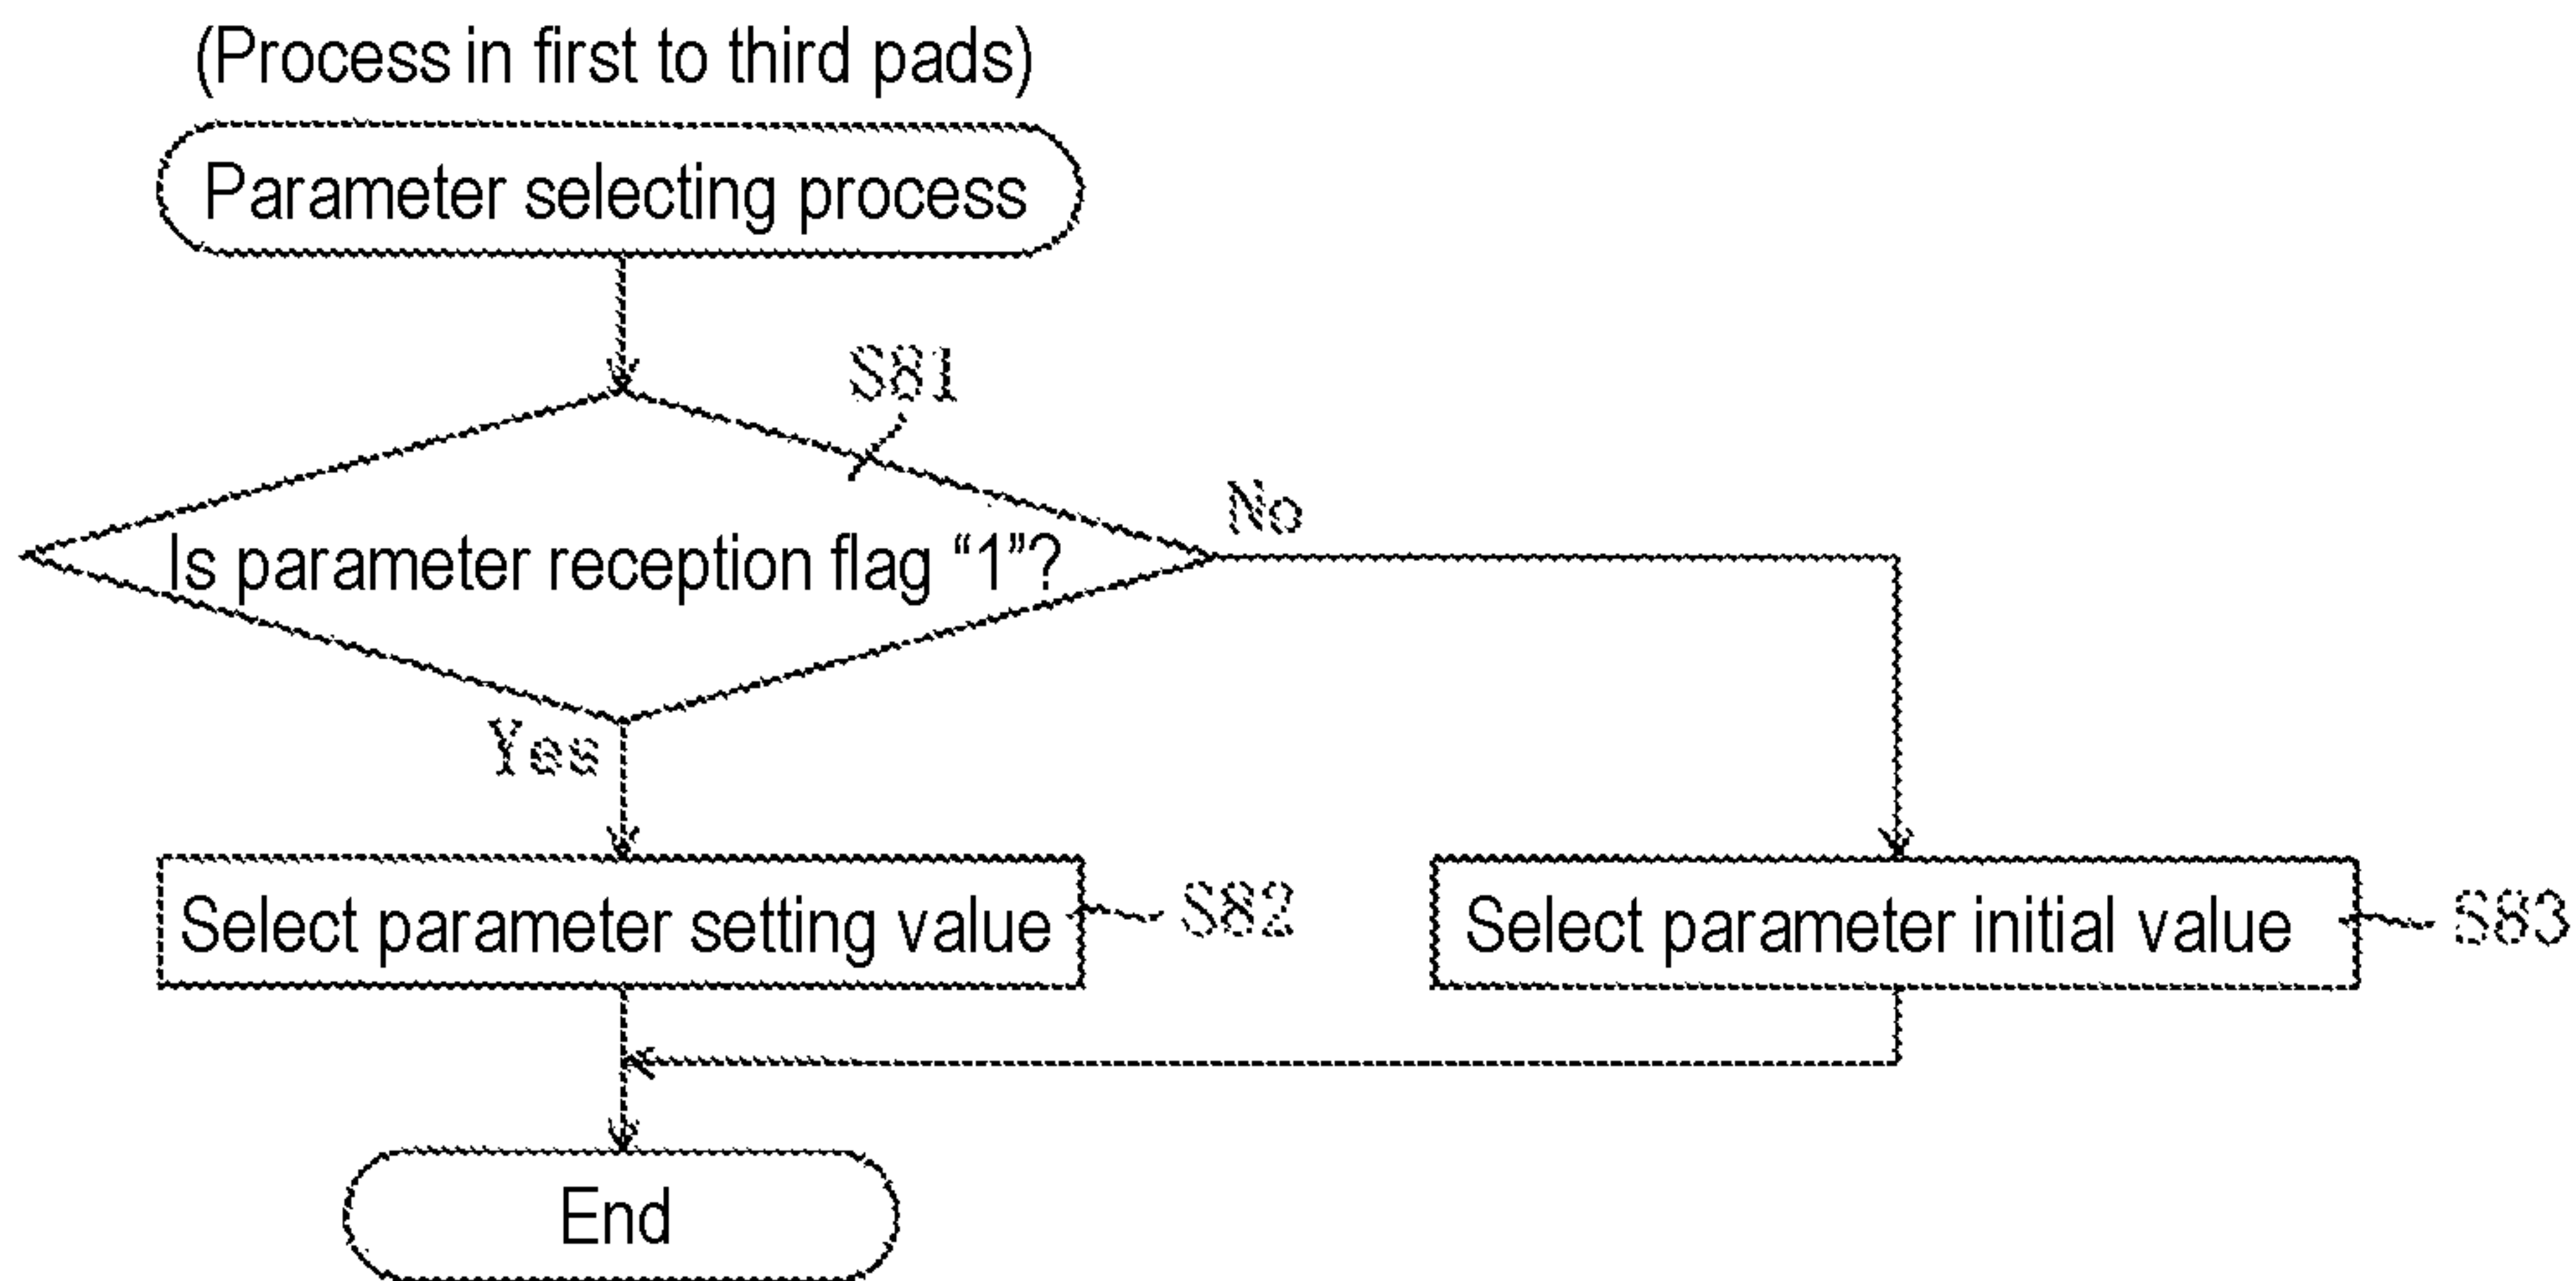 (Process in first to third pads)
Parameter selecting process
S81
No
Is parameter reception flag “1”?
Yes
Select parameter setting value
S82
Select parameter initial value
S83
End